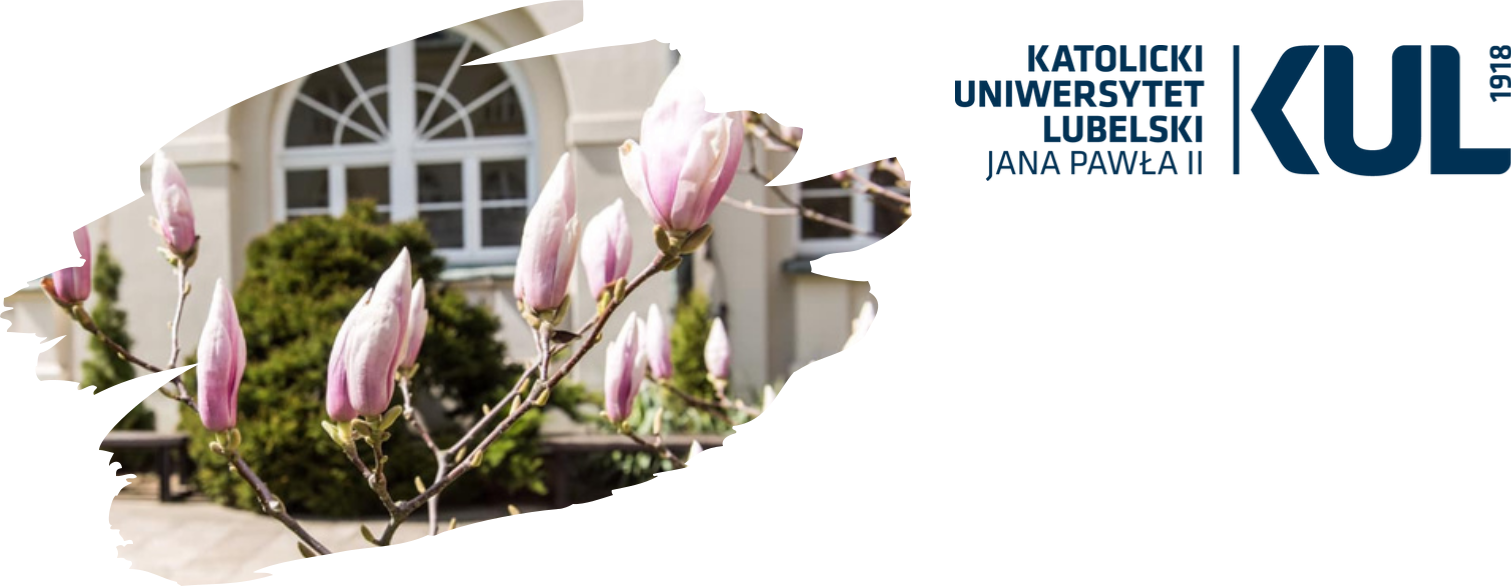 KATOLICKI
UNIWERSYTET
LUBELSKI
JANA PAWŁA II
KUL
1918